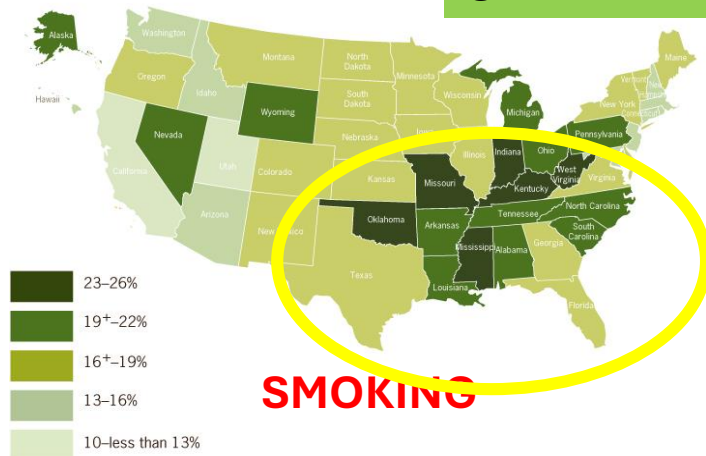 Alaska
Washington
Montana
North
Dakota
Minnesota
Maine
Oregon
Idaho
South
Dakota
Wisconsin
Vermont
New York
Hawaii
Wyoming
Michigan
Nevada
Nebraska
Pennsylvania
Utah
Illinois
Indiana
Ohio
California
Colorado
Kansas
Missouri
West
Virginia
Virginia
Kentucky
Arizona
Oklahoma
Arkansas
Tennessee
North Carolina
South
Carolina
Mississippi
Alabama
Georgia
Texas
Louisiana
Florida
23–26%
19+–22%
16+–19%
13–16%
10–less than 13%
SMOKING